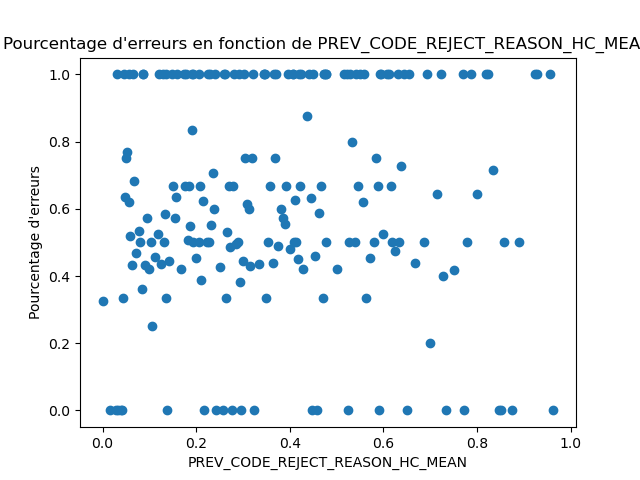 Pourcentage d'erreurs en fonction de PREV_CODE_REJECT_REASON_HC_MEA
1.0
0.8
0.6
0.4
0.2
0.0
Pourcentage d'erreurs
0.0 0.2 0.4 0.6 0.8 1.0
PREV_CODE_REJECT_REASON_HC_MEAN